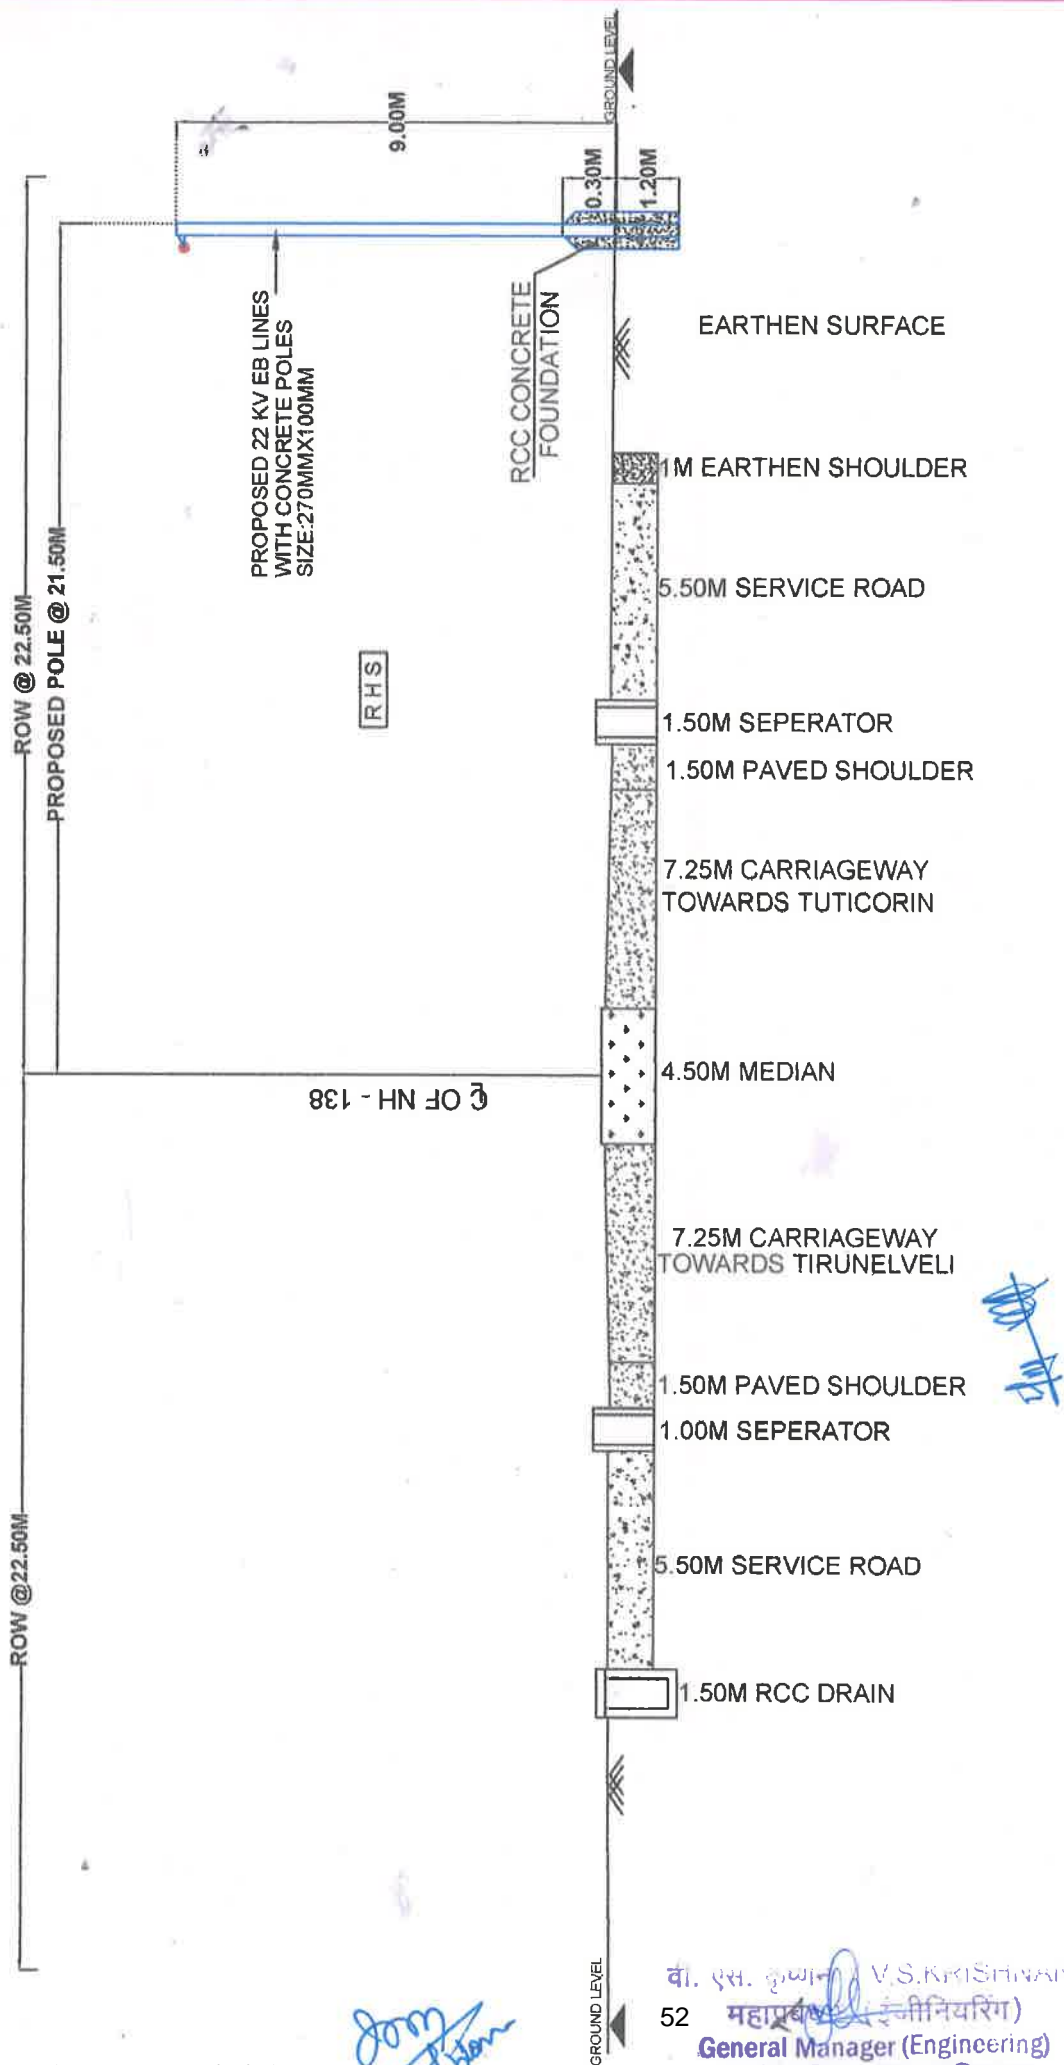 ROW @ 22.50M
PROPOSED POLE @ 21.50M
ROW @22.50M
9.00M
GROUND LEVEL
0.30M
1.20M
PROPOSED 22 KV EB LINES
WITH CONCRETE POLES
SIZE:270MMX100MM
RCC CONCRETE
FOUNDATION
RHS
℄ OF NH - 138
EARTHEN SURFACE
1M EARTHEN SHOULDER
5.50M SERVICE ROAD
1.50M SEPERATOR
1.50M PAVED SHOULDER
7.25M CARRIAGEWAY
TOWARDS TUTICORIN
4.50M MEDIAN
7.25M CARRIAGEWAY
TOWARDS TIRUNELVELI
1.50M PAVED SHOULDER
1.00M SEPERATOR
5.50M SERVICE ROAD
1.50M RCC DRAIN
GROUND LEVEL
वी. एस. कृष्णन V.S.KRISHNAN
52
महाप्रबंधक (इंजीनियरिंग)
General Manager (Engineering)